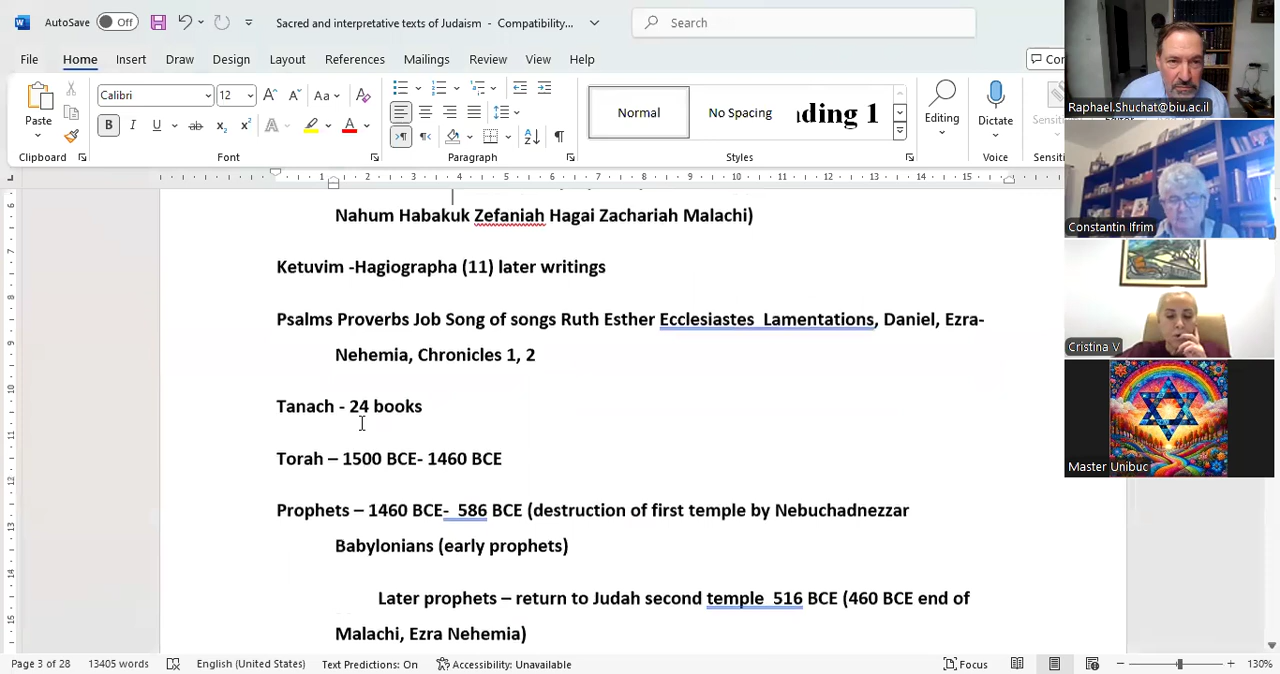 AutoSave Off Sacred and interpretative texts of Judaism - Compatibility... Search
File Home Insert Draw Design Layout References Mailings Review View Help
Paste Calibri 12 Normal No Spacing Editing Dictate
Clipboard Font Paragraph Styles Voice
Nahum Habakuk Zefaniah Hagai Zachariah Malachi)
Ketuvim -Hagiographa (11) later writings
Psalms Proverbs Job Song of songs Ruth Esther Ecclesiastes Lamentations, Daniel, Ezra-
Nehemia, Chronicles 1, 2
Tanach - 24 books
Torah – 1500 BCE- 1460 BCE
Prophets – 1460 BCE- 586 BCE (destruction of first temple by Nebuchadnezzar
Babylonians (early prophets)
Later prophets – return to Judah second temple 516 BCE (460 BCE end of
Malachi, Ezra Nehemia)
Page 3 of 28 13405 words English (United States) Text Predictions: On Accessibility: Unavailable Focus 130%
Raphael.Shuchat@biu.ac.il
Constantin Ifrim
Cristina V
Master Unibuc